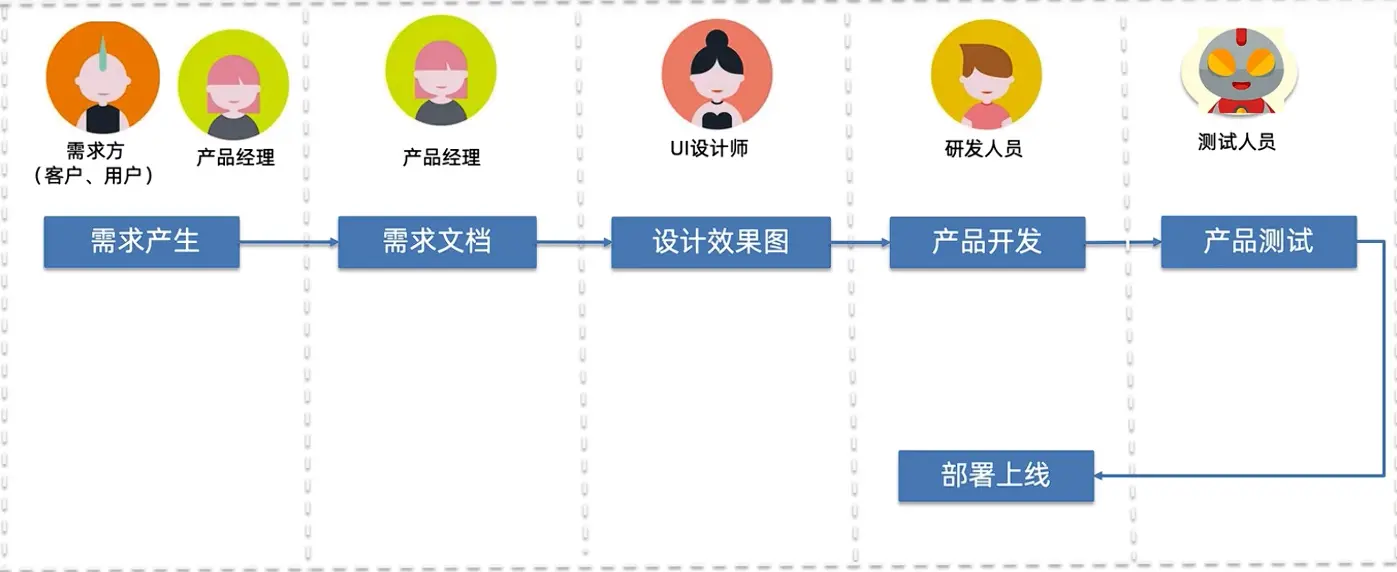 需求方
（客户、用户）
产品经理
产品经理
UI设计师
研发人员
测试人员
需求产生
需求文档
设计效果图
产品开发
产品测试
部署上线